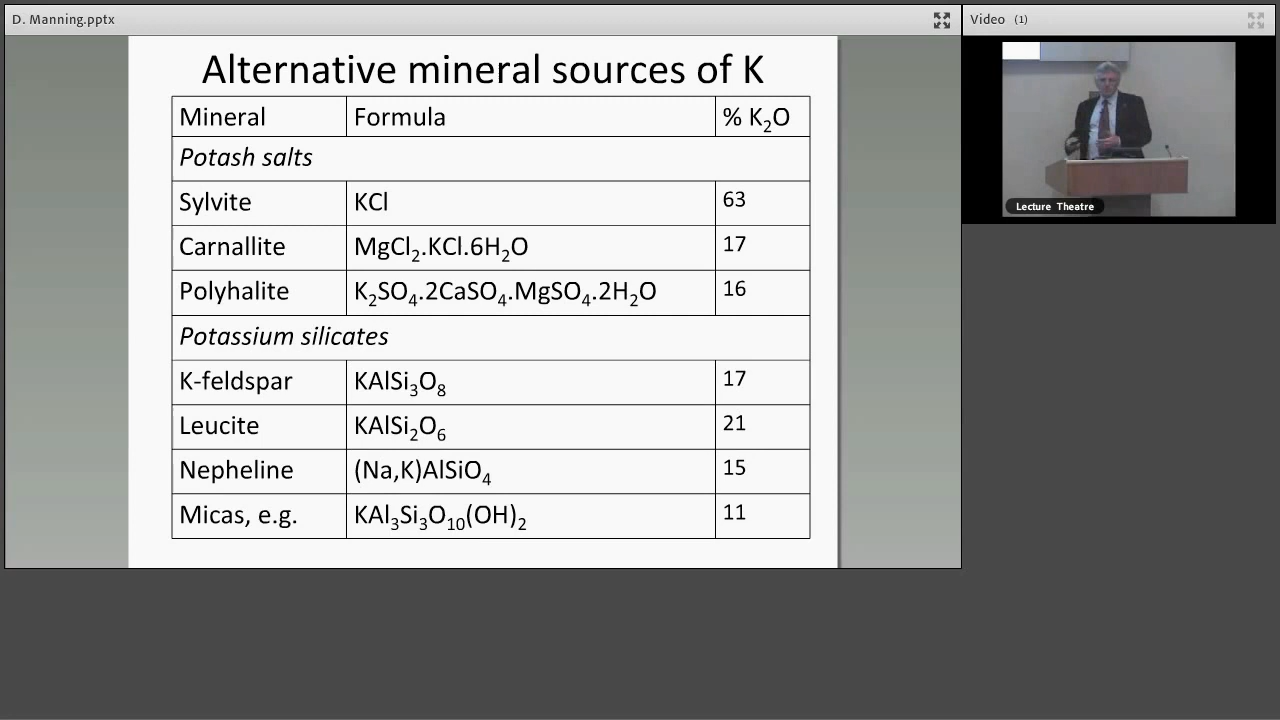 D. Manning.pptx
Video (1)
Alternative mineral sources of K
Mineral Formula % K₂O
Potash salts
Sylvite KCl 63
Carnallite MgCl₂.KCl.6H₂O 17
Polyhalite K₂SO₄.2CaSO₄.MgSO₄.2H₂O 16
Potassium silicates
K-feldspar KAlSi₃O₈ 17
Leucite KAlSi₂O₆ 21
Nepheline (Na,K)AlSiO₄ 15
Micas, e.g. KAl₃Si₃O₁₀(OH)₂ 11
Lecture Theatre